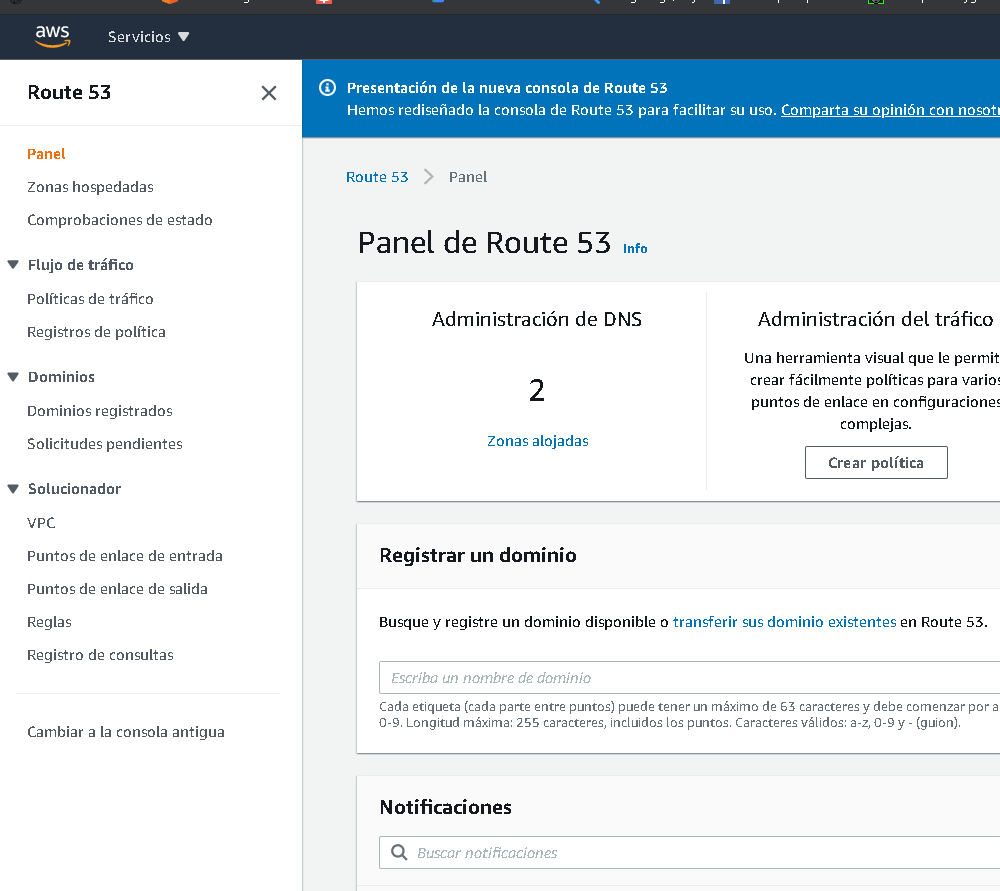 aws
Servicios
Route 53
Panel
Zonas hospedadas
Comprobaciones de estado
Flujo de tráfico
Políticas de tráfico
Registros de política
Dominios
Dominios registrados
Solicitudes pendientes
Solucionador
VPC
Puntos de enlace de entrada
Puntos de enlace de salida
Reglas
Registro de consultas
Cambiar a la consola antigua
Presentación de la nueva consola de Route 53
Hemos rediseñado la consola de Route 53 para facilitar su uso. Comparta su opinión con nosotr
Route 53 Panel
Panel de Route 53 Info
Administración de DNS
2
Zonas alojadas
Administración del tráfico
Una herramienta visual que le permit
crear fácilmente políticas para varios
puntos de enlace en configuraciones
complejas.
Crear política
Registrar un dominio
Busque y registre un dominio disponible o transferir sus dominio existentes en Route 53.
Escriba un nombre de dominio
Cada etiqueta (cada parte entre puntos) puede tener un máximo de 63 caracteres y debe comenzar por a
0-9. Longitud máxima: 255 caracteres, incluidos los puntos. Caracteres válidos: a-z, 0-9 y - (guion).
Notificaciones
Buscar notificaciones